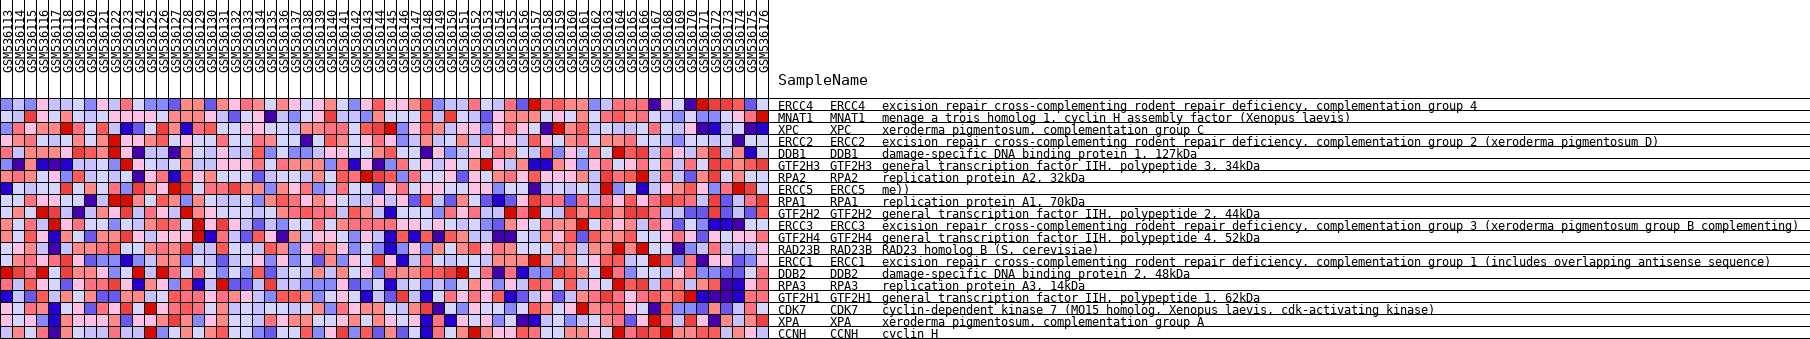 GSM536113 GSM536114 GSM536115 GSM536116 GSM536117 GSM536118 GSM536119 GSM536120 GSM536121 GSM536122 GSM536123 GSM536124 GSM536125 GSM536126 GSM536127 GSM536128 GSM536129 GSM536130 GSM536131 GSM536132 GSM536133 GSM536134 GSM536135 GSM536136 GSM536137 GSM536138 GSM536139 GSM536140 GSM536141 GSM536142 GSM536143 GSM536144 GSM536145 GSM536146 GSM536147 GSM536148 GSM536149 GSM536150 GSM536151 GSM536152 GSM536153 GSM536154 GSM536155 GSM536156 GSM536157 GSM536158 GSM536159 GSM536160 GSM536161 GSM536162 GSM536163 GSM536164 GSM536165 GSM536166 GSM536167 GSM536168 GSM536169 GSM536170 GSM536171 GSM536172 GSM536173 GSM536174 GSM536175 GSM536176
SampleName
ERCC4 ERCC4 excision repair cross-complementing rodent repair deficiency, complementation group 4
MNAT1 MNAT1 menage a trois homolog 1, cyclin H assembly factor (Xenopus laevis)
XPC XPC xeroderma pigmentosum, complementation group C
ERCC2 ERCC2 excision repair cross-complementing rodent repair deficiency, complementation group 2 (xeroderma pigmentosum D)
DDB1 DDB1 damage-specific DNA binding protein 1, 127kDa
GTF2H3 GTF2H3 general transcription factor IIH, polypeptide 3, 34kDa
RPA2 RPA2 replication protein A2, 32kDa
ERCC5 ERCC5 me))
RPA1 RPA1 replication protein A1, 70kDa
GTF2H2 GTF2H2 general transcription factor IIH, polypeptide 2, 44kDa
ERCC3 ERCC3 excision repair cross-complementing rodent repair deficiency, complementation group 3 (xeroderma pigmentosum group B complementing)
GTF2H4 GTF2H4 general transcription factor IIH, polypeptide 4, 52kDa
RAD23B RAD23B RAD23 homolog B (S. cerevisiae)
ERCC1 ERCC1 excision repair cross-complementing rodent repair deficiency, complementation group 1 (includes overlapping antisense sequence)
DDB2 DDB2 damage-specific DNA binding protein 2, 48kDa
RPA3 RPA3 replication protein A3, 14kDa
GTF2H1 GTF2H1 general transcription factor IIH, polypeptide 1, 62kDa
CDK7 CDK7 cyclin-dependent kinase 7 (MO15 homolog, Xenopus laevis, cdk-activating kinase)
XPA XPA xeroderma pigmentosum, complementation group A
CCNH CCNH cyclin H